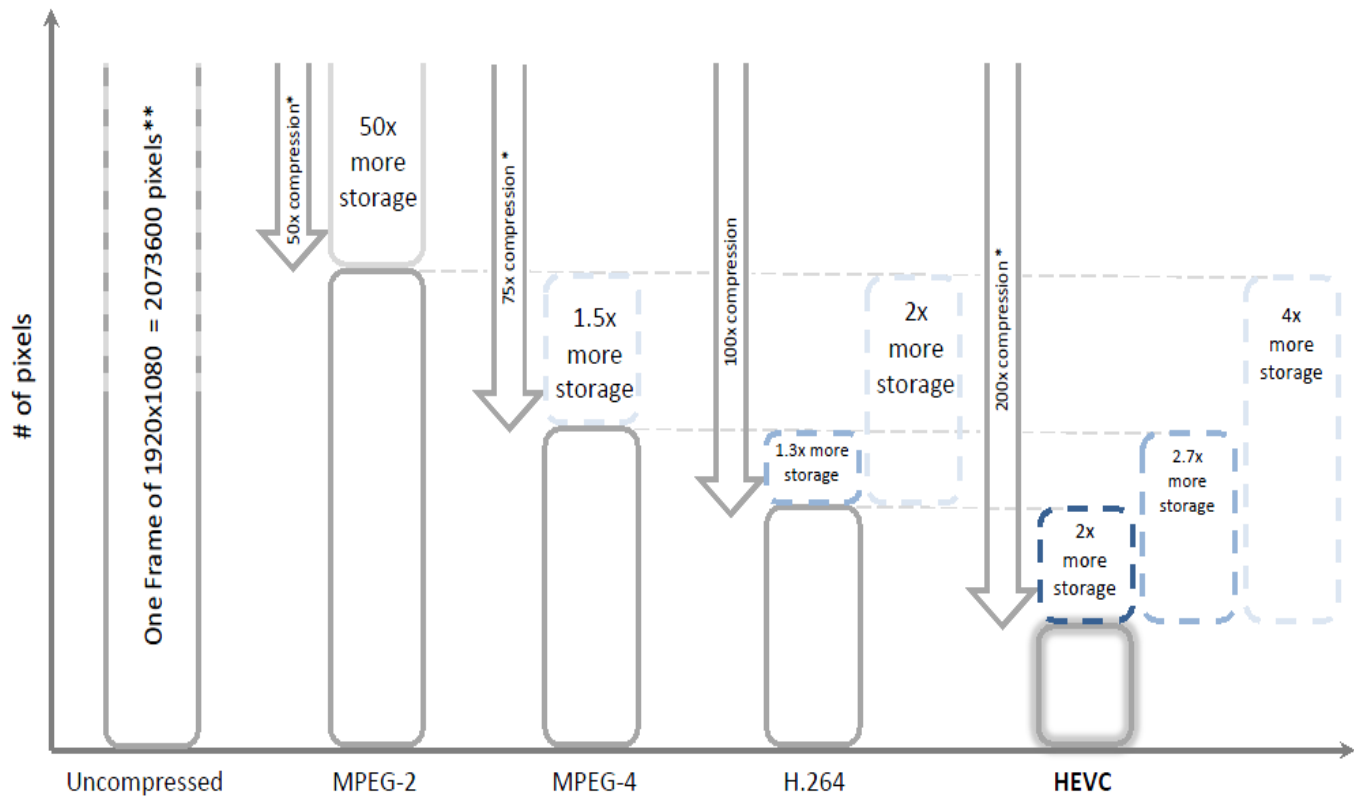 # of pixels
One Frame of 1920x1080 = 2073600 pixels**
50x compression*
50x
more
storage
75x compression *
1.5x
more
storage
100x compression
1.3x more
storage
2x
more
storage
200x compression *
2x
more
storage
2.7x
more
storage
4x
more
storage
Uncompressed
MPEG-2
MPEG-4
H.264
HEVC